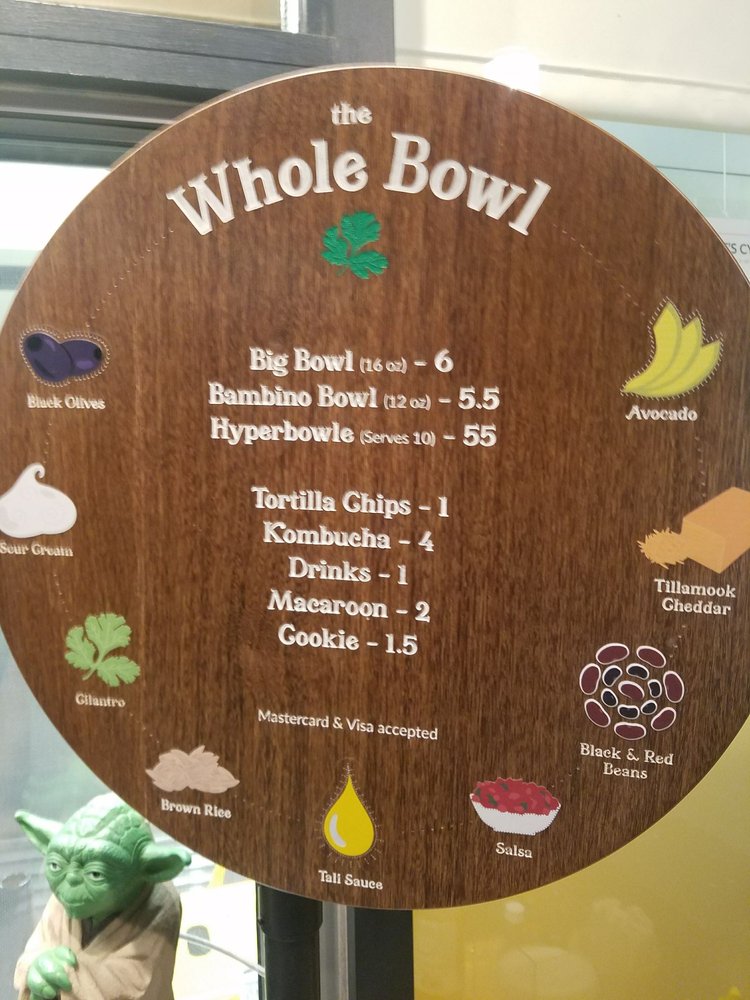 the
Whole Bowl
Big Bowl (16 oz) - 6
Bambino Bowl (12 oz) - 5.5
Hyperbowle (Serves 10) - 55
Tortilla Chips - 1
Kombucha - 4
Drinks - 1
Macaroon - 2
Cookie - 1.5
Mastercard & Visa accepted
Avocado
Tillamook
Cheddar
Black & Red
Beans
Salsa
Tali Sauce
Brown Rice
Cilantro
Sour Cream
Black Olives